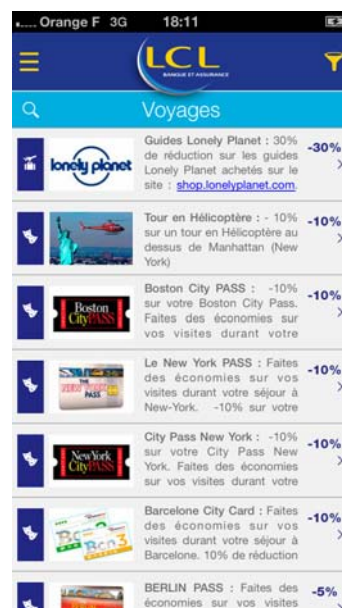 ..... Orange F 3G 18:11
LCL
BANQUE ET ASSURANCE
Voyages
lonely planet
Guides Lonely Planet : 30%
de réduction sur les guides
Lonely Planet achetés sur le
site : shop.lonelyplanet.com.
-30%
Tour en Hélicoptère : - 10%
sur un tour en Hélicoptère au
dessus de Manhattan (New
York)
-10%
Boston
CityPASS
Boston City PASS : -10%
sur votre Boston City Pass.
Faites des économies sur
vos visites durant votre
-10%
THE
NEW YORK
PASS
Le New York PASS : Faites
des économies sur vos
visites durant votre séjour à
New-York. -10% sur votre
-10%
NewYork
CityPASS
City Pass New York : -10%
sur votre City Pass New
York. Faites des économies
sur vos visites durant votre
-10%
Barcelone City Card : Faites
des économies sur vos
visites durant votre séjour à
Barcelone. 10% de réduction
-10%
BERLIN PASS : Faites des
économies sur vos visites
-5%